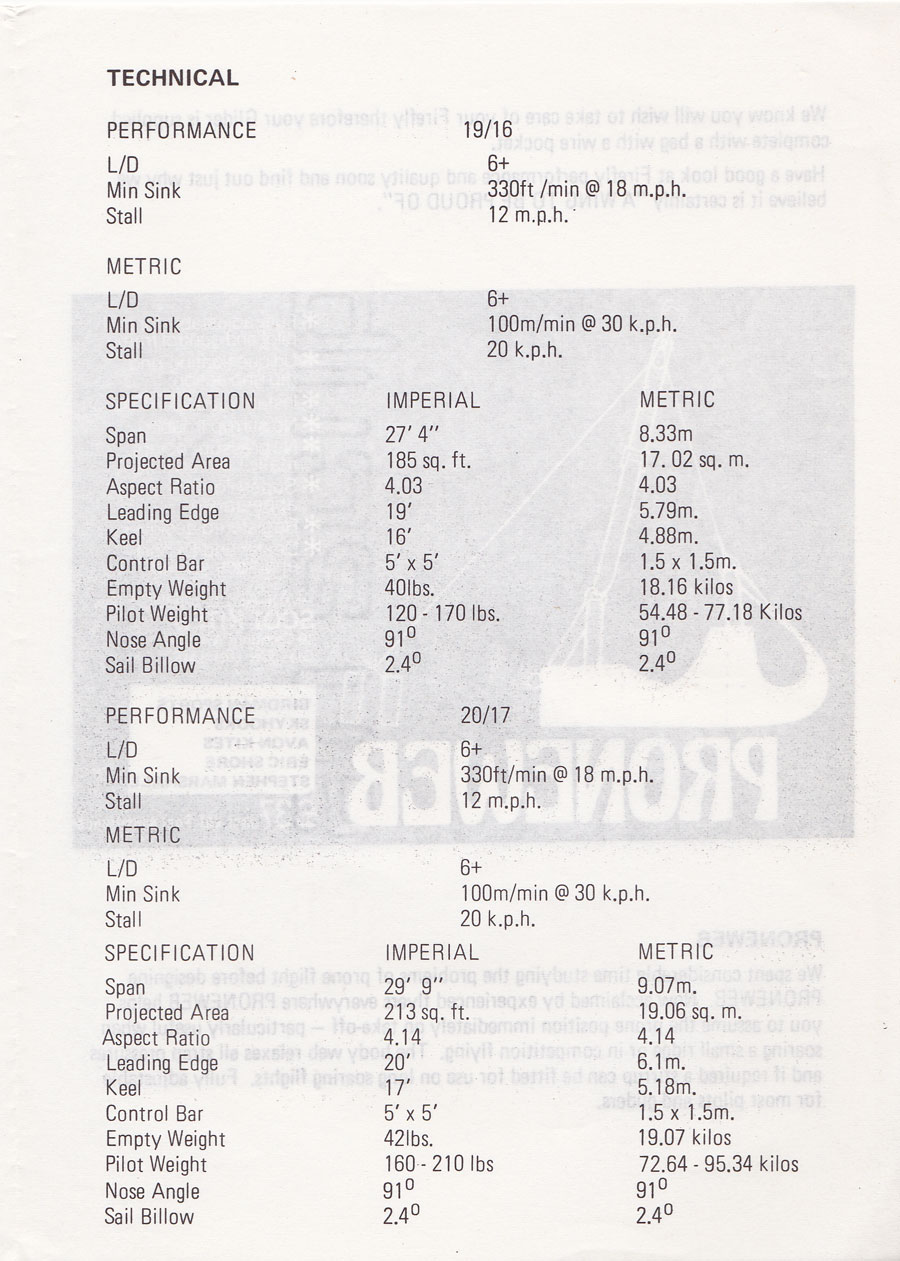 TECHNICAL
PERFORMANCE 19/16
L/D 6+
Min Sink 330ft /min @ 18 m.p.h.
Stall 12 m.p.h.
METRIC
L/D 6+
Min Sink 100m/min @ 30 k.p.h.
Stall 20 k.p.h.
SPECIFICATION IMPERIAL METRIC
Span 27' 4'' 8.33m
Projected Area 185 sq. ft. 17. 02 sq. m.
Aspect Ratio 4.03 4.03
Leading Edge 19' 5.79m.
Keel 16' 4.88m.
Control Bar 5' x 5' 1.5 x 1.5m.
Empty Weight 40lbs. 18.16 kilos
Pilot Weight 120 - 170 lbs. 54.48 - 77.18 Kilos
Nose Angle 91º 91º
Sail Billow 2.4º 2.4º
PERFORMANCE 20/17
L/D 6+
Min Sink 330ft/min @ 18 m.p.h.
Stall 12 m.p.h.
METRIC
L/D 6+
Min Sink 100m/min @ 30 k.p.h.
Stall 20 k.p.h.
SPECIFICATION IMPERIAL METRIC
Span 29' 9'' 9.07m.
Projected Area 213 sq. ft. 19.06 sq. m.
Aspect Ratio 4.14 4.14
Leading Edge 20' 6.1m.
Keel 17' 5.18m.
Control Bar 5' x 5' 1.5 x 1.5m.
Empty Weight 42lbs. 19.07 kilos
Pilot Weight 160 - 210 lbs 72.64 - 95.34 kilos
Nose Angle 91º 91º
Sail Billow 2.4º 2.4º